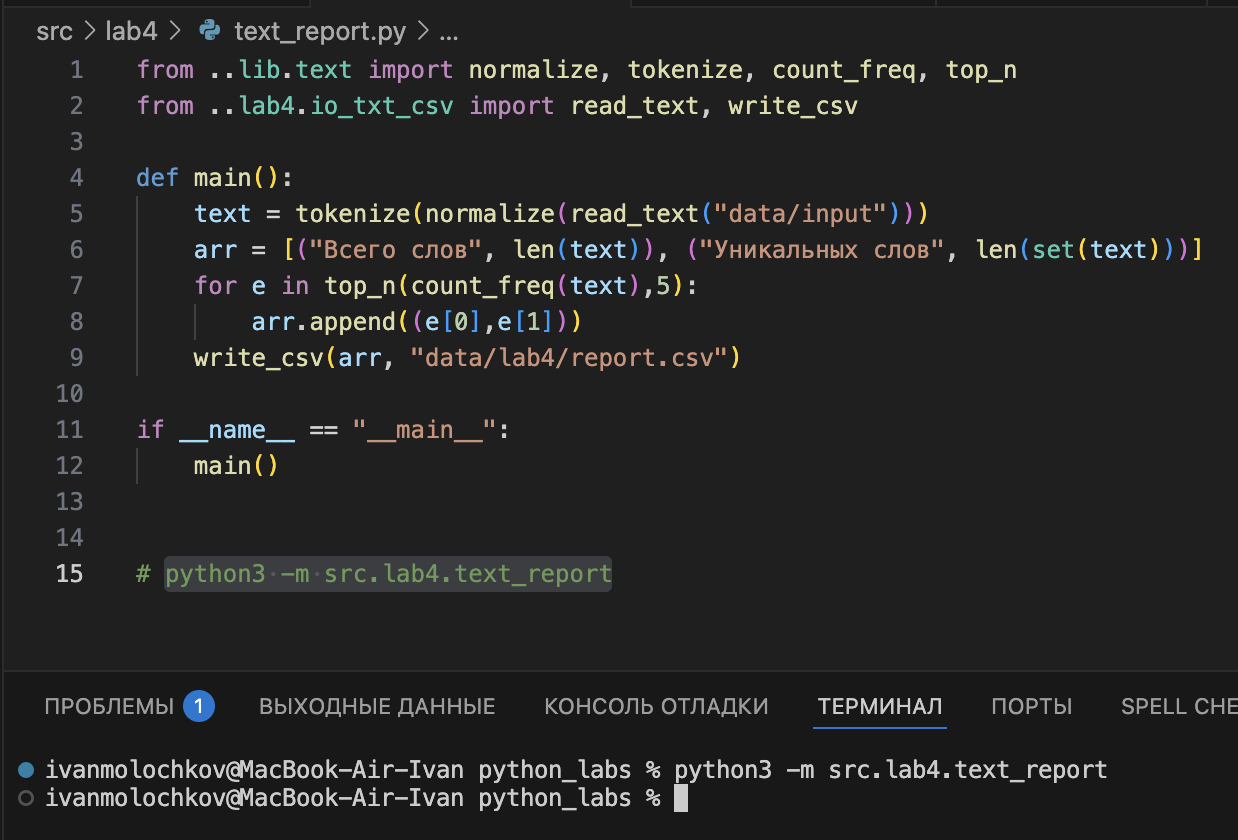 src > lab4 > text_report.py > ...
1 from ..lib.text import normalize, tokenize, count_freq, top_n
2 from ..lab4.io_txt_csv import read_text, write_csv
3
4 def main():
5     text = tokenize(normalize(read_text("data/input")))
6     arr = [("Всего слов", len(text)), ("Уникальных слов", len(set(text)))]
7     for e in top_n(count_freq(text),5):
8         arr.append((e[0],e[1]))
9     write_csv(arr, "data/lab4/report.csv")
10
11 if __name__ == "__main__":
12     main()
13
14
15 # python3 -m src.lab4.text_report
ПРОБЛЕМЫ 1 ВЫХОДНЫЕ ДАННЫЕ КОНСОЛЬ ОТЛАДКИ ТЕРМИНАЛ ПОРТЫ SPELL CHE
ivanmolochkov@MacBook-Air-Ivan python_labs % python3 -m src.lab4.text_report
ivanmolochkov@MacBook-Air-Ivan python_labs %